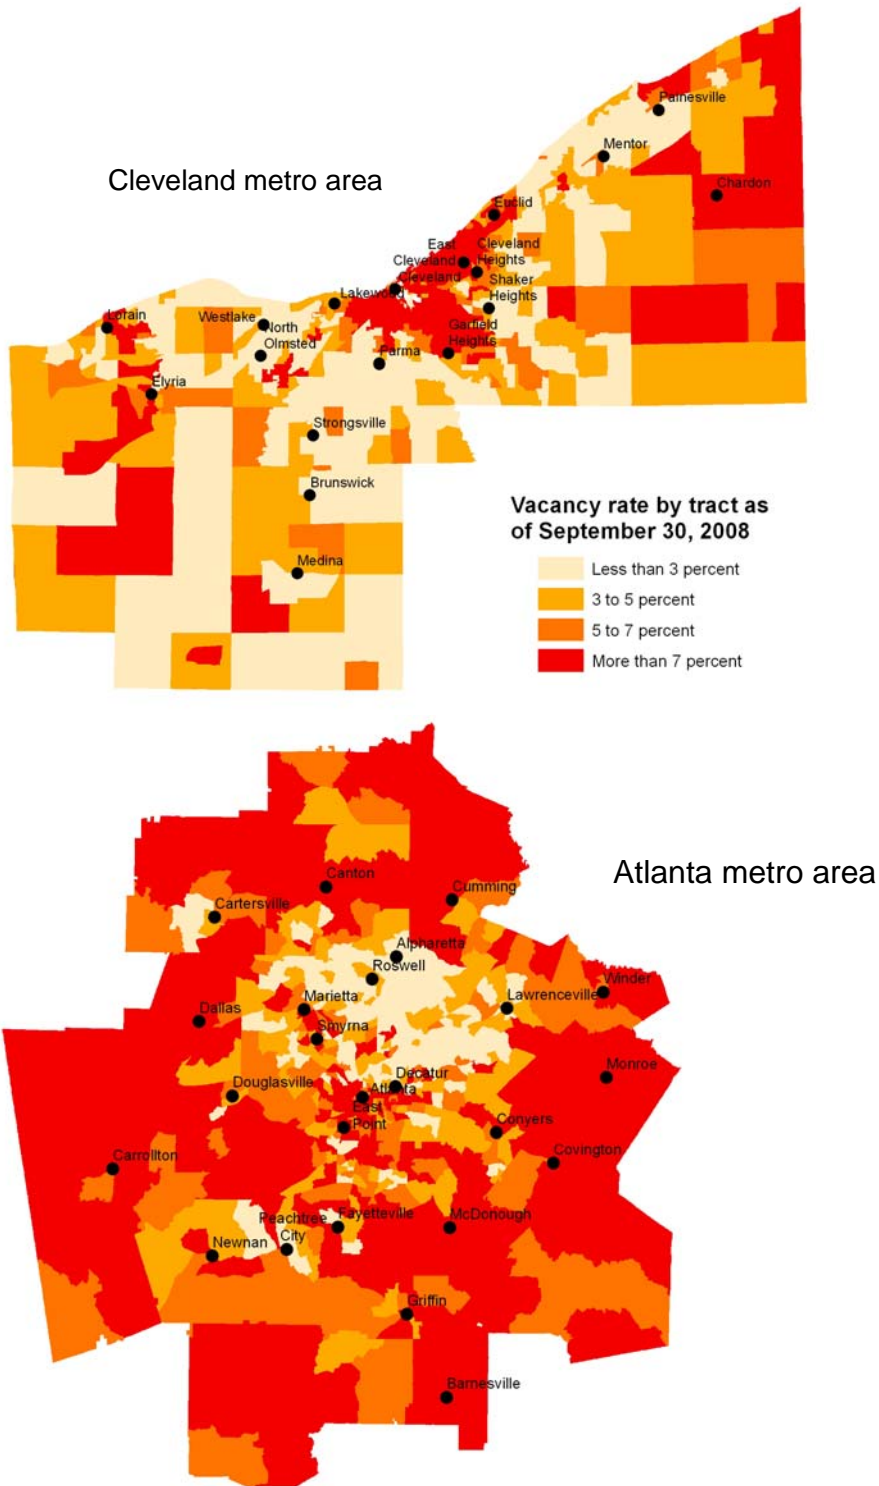 Cleveland metro area
Painesville
Mentor
Chardon
Euclid
East
Cleveland
Cleveland
Heights
Cleveland
Shaker
Heights
Lakewood
Lorain
Westlake
North
Olmsted
Garfield
Heights
Parma
Elyria
Strongsville
Brunswick
Medina
Vacancy rate by tract as
of September 30, 2008
Less than 3 percent
3 to 5 percent
5 to 7 percent
More than 7 percent
Atlanta metro area
Canton
Cumming
Cartersville
Alpharetta
Roswell
Winder
Marietta
Lawrenceville
Dallas
Smyrna
Monroe
Decatur
Douglasville
Atlanta
East
Point
Conyers
Covington
Carrollton
Peachtree
City
Fayetteville
McDonough
Newnan
Griffin
Barnesville